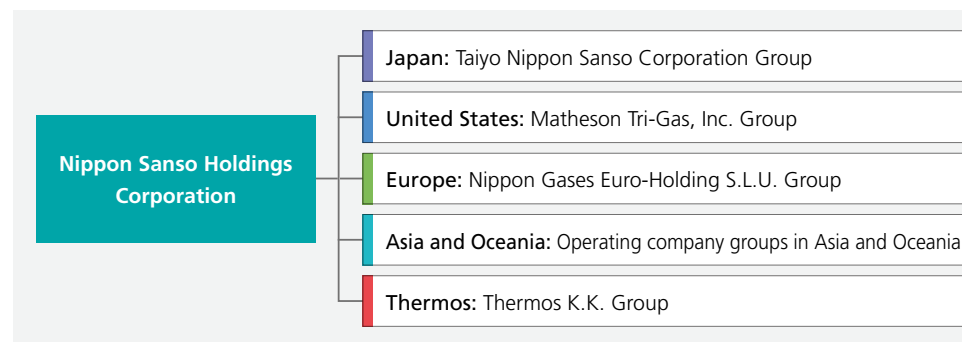 Nippon Sanso Holdings
Corporation
Japan: Taiyo Nippon Sanso Corporation Group
United States: Matheson Tri-Gas, Inc. Group
Europe: Nippon Gases Euro-Holding S.L.U. Group
Asia and Oceania: Operating company groups in Asia and Oceania
Thermos: Thermos K.K. Group